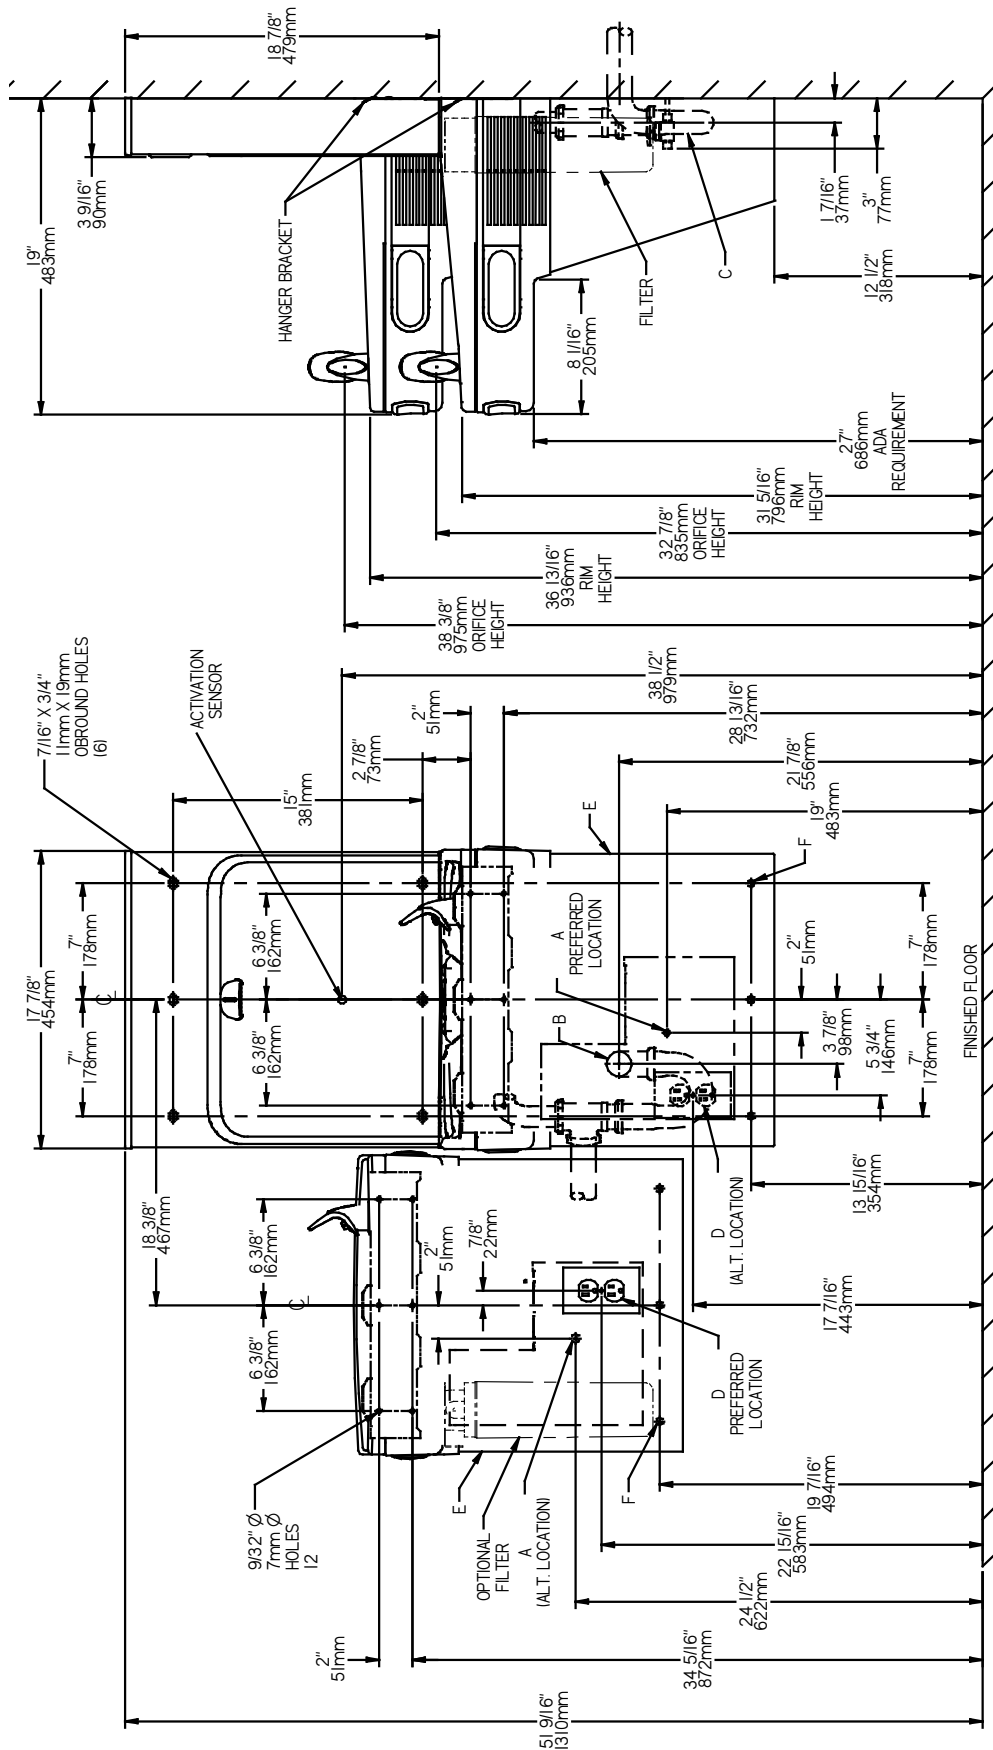 18 7/8"
479mm
3 9/16"
90mm
19"
483mm
HANGER BRACKET
FILTER
C
1 7/16"
37mm
3"
77mm
12 1/2"
318mm
8 1/16"
205mm
27"
686mm
ADA
REQUIREMENT
31 5/16"
796mm
RIM
HEIGHT
32 7/8"
835mm
ORIFICE
HEIGHT
36 13/16"
936mm
RIM
HEIGHT
38 3/8"
975mm
ORIFICE
HEIGHT
7/16" X 3/4"
11mm X 19mm
OBROUND HOLES
(6)
ACTIVATION
SENSOR
15"
381mm
2 7/8"
73mm
2"
51mm
38 1/2"
979mm
28 13/16"
732mm
21 7/8"
556mm
19"
483mm
E
F
17 7/8"
454mm
7"
178mm
7"
178mm
CL
6 3/8"
162mm
6 3/8"
162mm
A
PREFERRED
LOCATION
B
2"
51mm
3 7/8"
98mm
5 3/4"
146mm
7"
178mm
7"
178mm
FINISHED FLOOR
13 15/16"
354mm
D
(ALT. LOCATION)
17 7/16"
443mm
18 3/8"
467mm
6 3/8"
162mm
6 3/8"
162mm
CL
2"
51mm
7/8"
22mm
D
PREFERRED
LOCATION
9/32" Ø
7mm Ø
HOLES
12
E
OPTIONAL
FILTER
A
(ALT. LOCATION)
F
19 7/16"
494mm
22 15/16"
583mm
24 1/2"
622mm
2"
51mm
34 5/16"
872mm
51 9/16"
1310mm